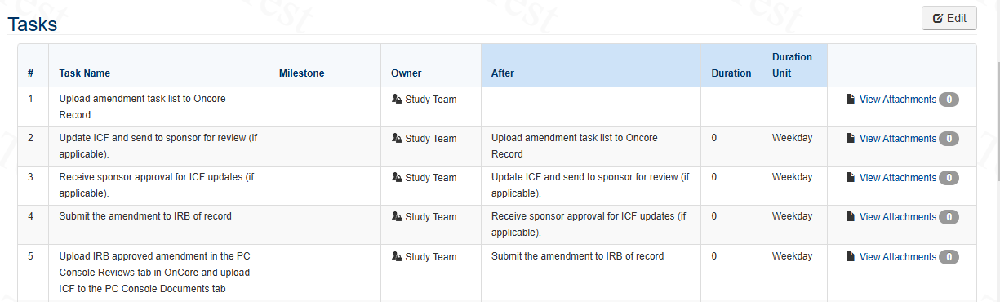 Tasks
Edit
# Task Name Milestone Owner After Duration Duration Unit
1 Upload amendment task list to Oncore Record Study Team View Attachments 0
2 Update ICF and send to sponsor for review (if applicable). Study Team Upload amendment task list to Oncore Record 0 Weekday View Attachments 0
3 Receive sponsor approval for ICF updates (if applicable). Study Team Update ICF and send to sponsor for review (if applicable). 0 Weekday View Attachments 0
4 Submit the amendment to IRB of record Study Team Receive sponsor approval for ICF updates (if applicable). 0 Weekday View Attachments 0
5 Upload IRB approved amendment in the PC Console Reviews tab in OnCore and upload ICF to the PC Console Documents tab Study Team Submit the amendment to IRB of record 0 Weekday View Attachments 0